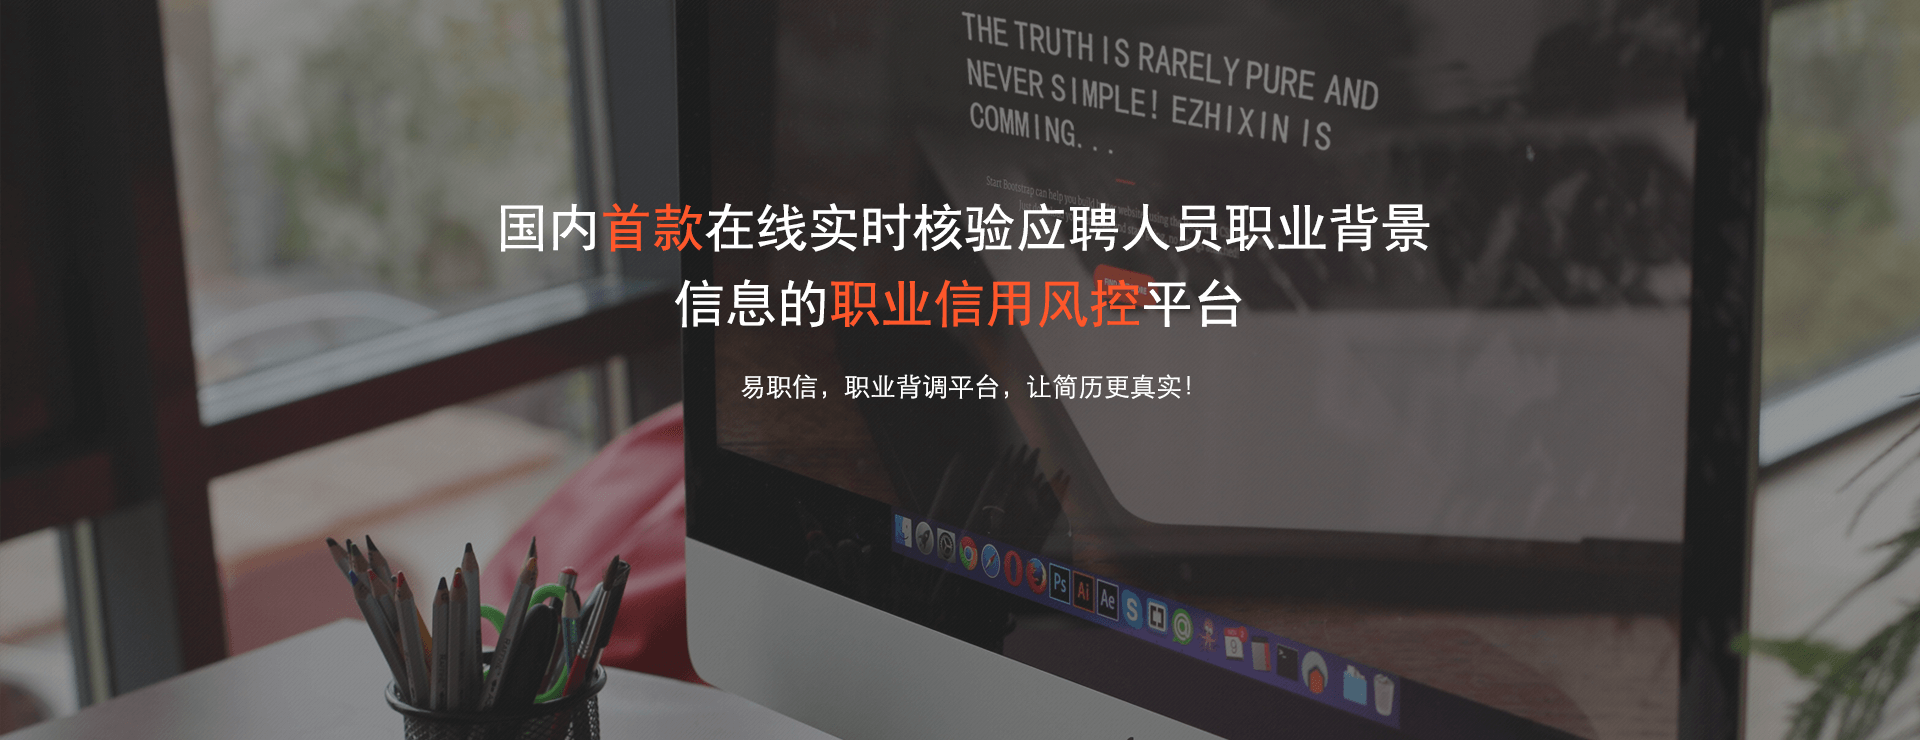 THE TRUTH IS RARELY PURE AND
NEVER SIMPLE! EZHIXIN IS
COMMING...
Start Bootstrap can help you build
国内首款在线实时核验应聘人员职业背景
信息的职业信用风控平台
易职信，职业背调平台，让简历更真实！
Ps
Ai
Ae
S
9